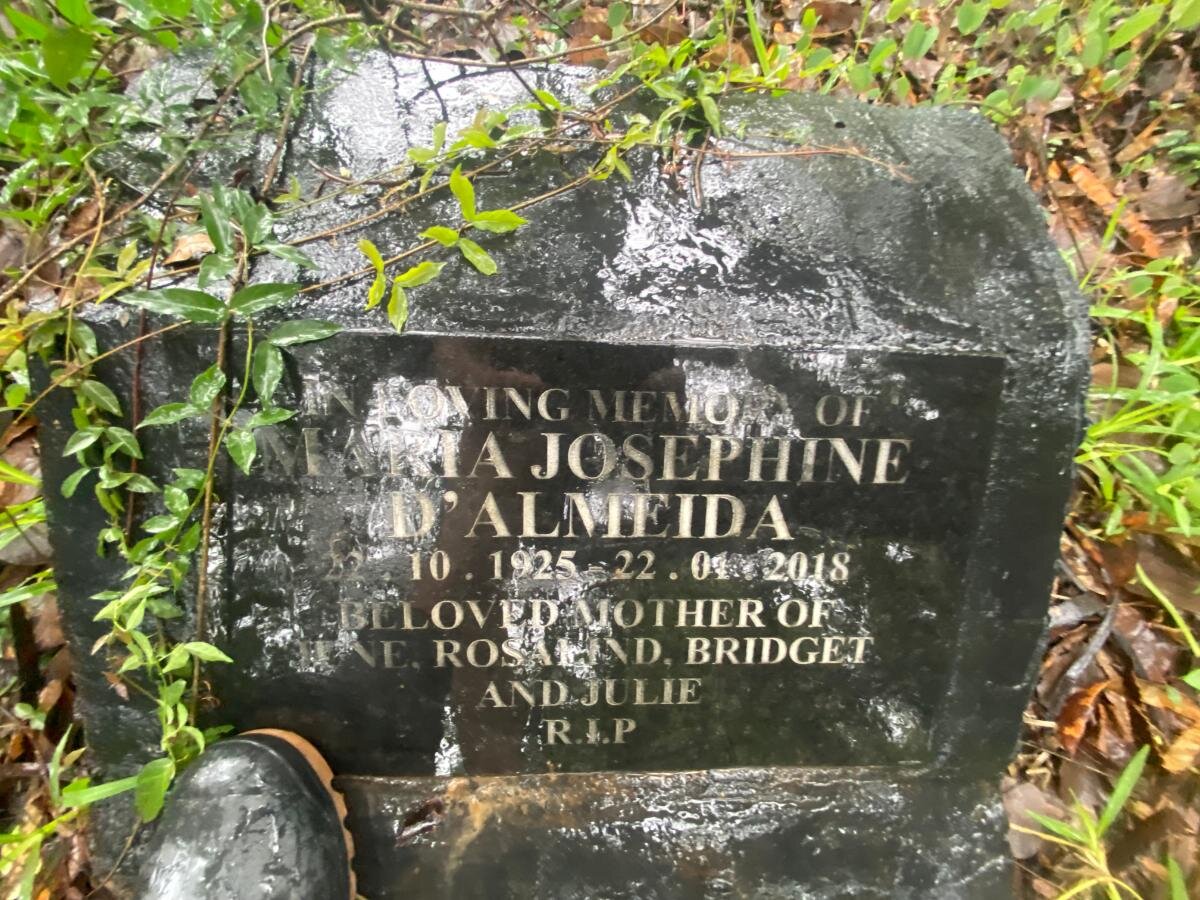 IN LOVING MEMORY OF
MARIA JOSEPHINE
D'ALMEIDA
22 . 10 . 1925 - 22 . 01 . 2018
BELOVED MOTHER OF
JUNE, ROSALIND, BRIDGET
AND JULIE
R.I.P